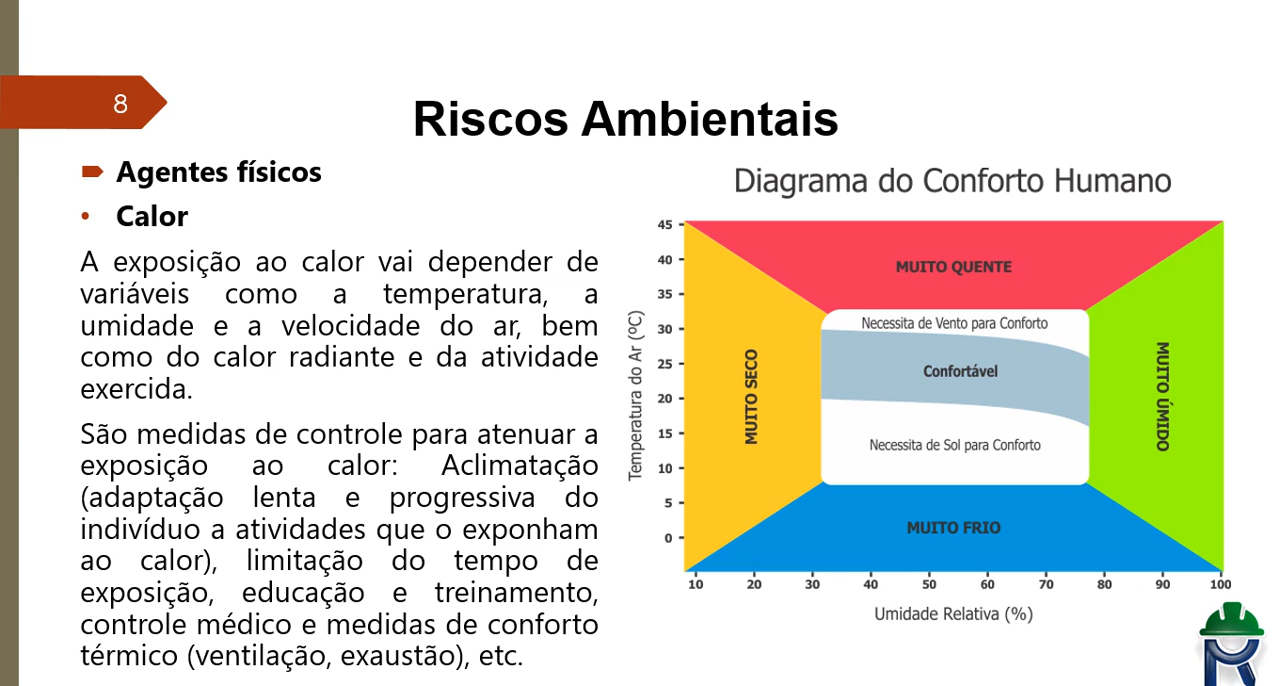 8
Riscos Ambientais
Agentes físicos
• Calor
A exposição ao calor vai depender de
variáveis como a temperatura, a
umidade e a velocidade do ar, bem
como do calor radiante e da atividade
exercida.
São medidas de controle para atenuar a
exposição ao calor: Aclimatação
(adaptação lenta e progressiva do
indivíduo a atividades que o exponham
ao calor), limitação do tempo de
exposição, educação e treinamento,
controle médico e medidas de conforto
térmico (ventilação, exaustão), etc.
Diagrama do Conforto Humano
Temperatura do Ar (ºC)
45
40
35
30
25
20
15
10
5
0
MUITO QUENTE
Necessita de Vento para Conforto
Confortável
Necessita de Sol para Conforto
MUITO SECO
MUITO ÚMIDO
MUITO FRIO
10 20 30 40 50 60 70 80 90 100
Umidade Relativa (%)
R